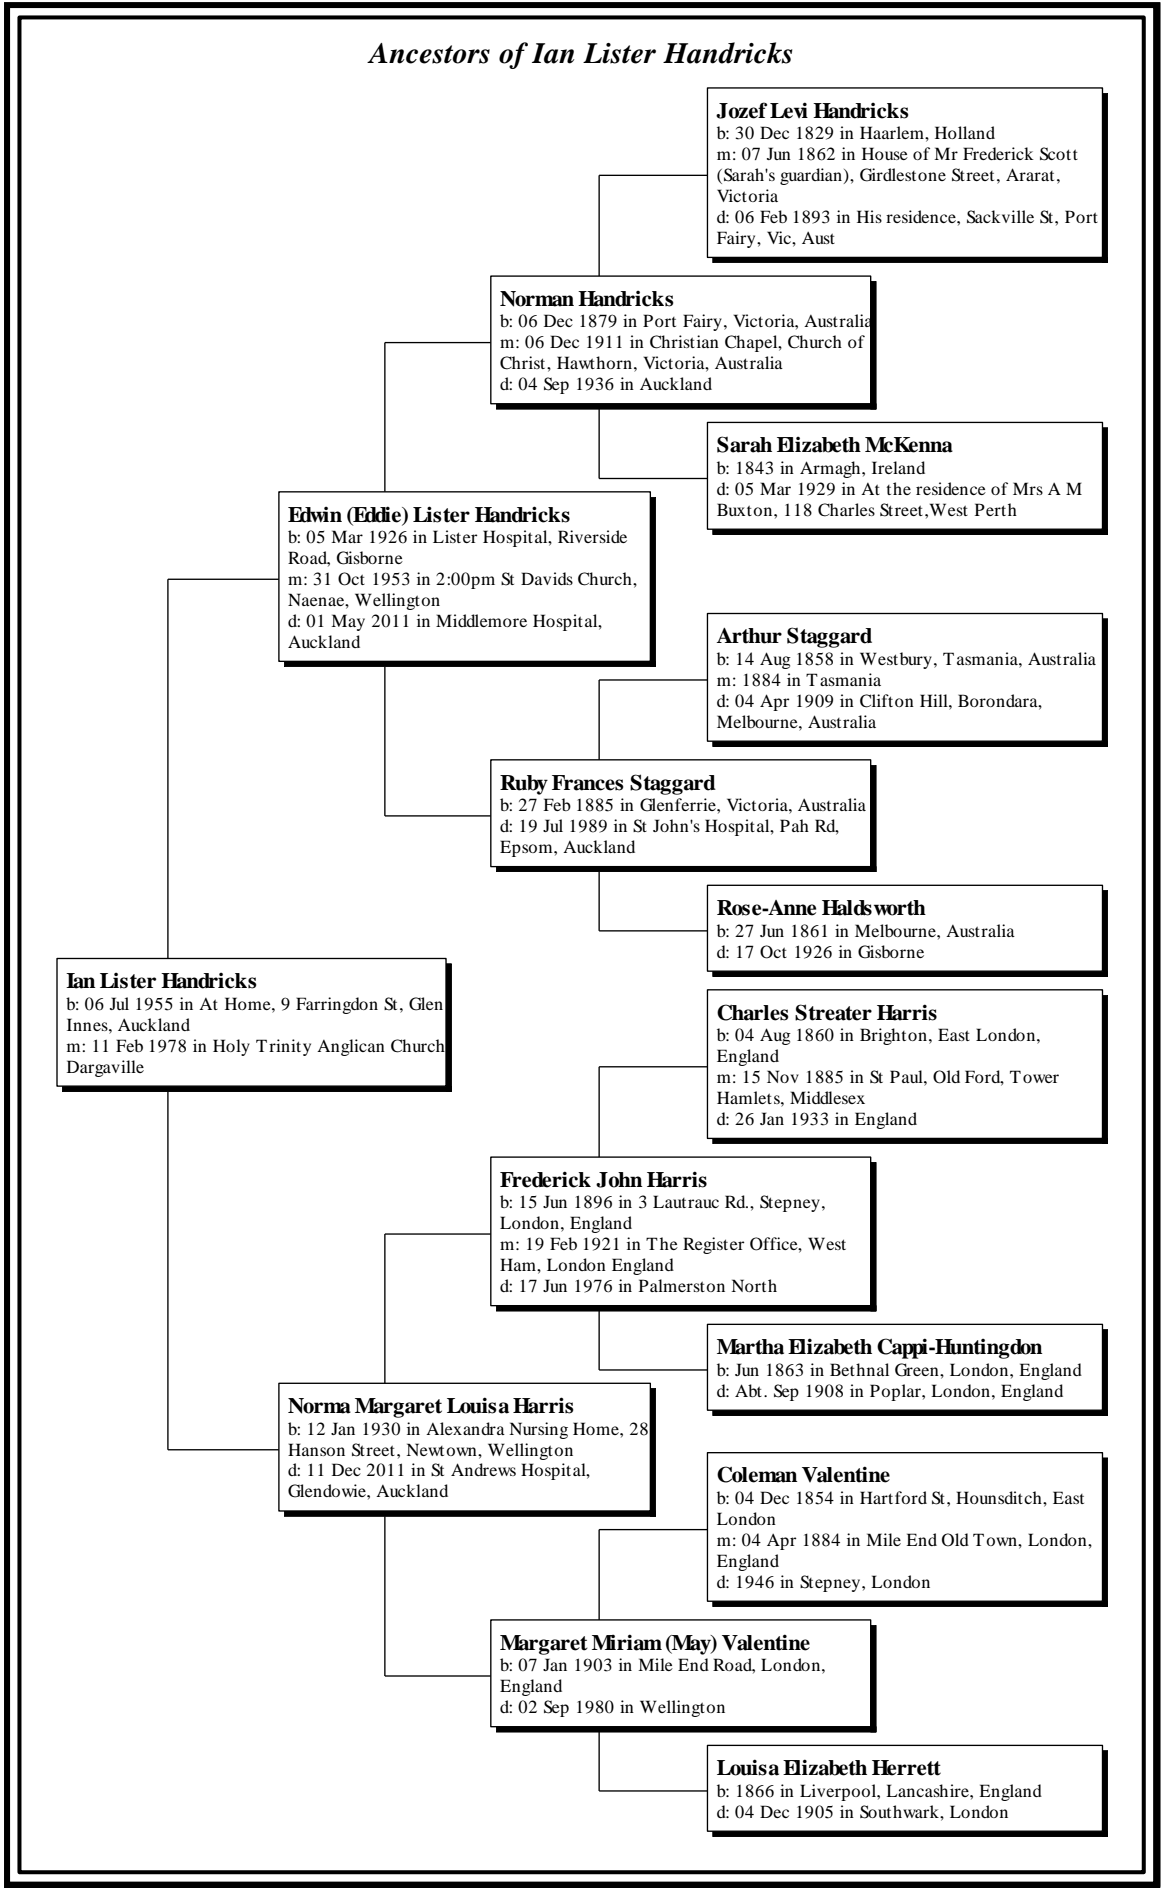 Ancestors of Ian Lister Handricks
Jozef Levi Handricks
b: 30 Dec 1829 in Haarlem, Holland
m: 07 Jun 1862 in House of Mr Frederick Scott
(Sarah's guardian), Girdlestone Street, Ararat,
Victoria
d: 06 Feb 1893 in His residence, Sackville St, Port
Fairy, Vic, Aust
Norman Handricks
b: 06 Dec 1879 in Port Fairy, Victoria, Australia
m: 06 Dec 1911 in Christian Chapel, Church of
Christ, Hawthorn, Victoria, Australia
d: 04 Sep 1936 in Auckland
Sarah Elizabeth McKenna
b: 1843 in Armagh, Ireland
d: 05 Mar 1929 in At the residence of Mrs A M
Buxton, 118 Charles Street,West Perth
Edwin (Eddie) Lister Handricks
b: 05 Mar 1926 in Lister Hospital, Riverside
Road, Gisborne
m: 31 Oct 1953 in 2:00pm St Davids Church,
Naenae, Wellington
d: 01 May 2011 in Middlemore Hospital,
Auckland
Arthur Staggard
b: 14 Aug 1858 in Westbury, Tasmania, Australia
m: 1884 in Tasmania
d: 04 Apr 1909 in Clifton Hill, Borondara,
Melbourne, Australia
Ruby Frances Staggard
b: 27 Feb 1885 in Glenferrie, Victoria, Australia
d: 19 Jul 1989 in St John's Hospital, Pah Rd,
Epsom, Auckland
Rose-Anne Haldsworth
b: 27 Jun 1861 in Melbourne, Australia
d: 17 Oct 1926 in Gisborne
Ian Lister Handricks
b: 06 Jul 1955 in At Home, 9 Farringdon St, Glen
Innes, Auckland
m: 11 Feb 1978 in Holy Trinity Anglican Church
Dargaville
Charles Streater Harris
b: 04 Aug 1860 in Brighton, East London,
England
m: 15 Nov 1885 in St Paul, Old Ford, Tower
Hamlets, Middlesex
d: 26 Jan 1933 in England
Frederick John Harris
b: 15 Jun 1896 in 3 Lautrauc Rd., Stepney,
London, England
m: 19 Feb 1921 in The Register Office, West
Ham, London England
d: 17 Jun 1976 in Palmerston North
Martha Elizabeth Cappi-Huntingdon
b: Jun 1863 in Bethnal Green, London, England
d: Abt. Sep 1908 in Poplar, London, England
Norma Margaret Louisa Harris
b: 12 Jan 1930 in Alexandra Nursing Home, 28
Hanson Street, Newtown, Wellington
d: 11 Dec 2011 in St Andrews Hospital,
Glendowie, Auckland
Coleman Valentine
b: 04 Dec 1854 in Hartford St, Hounsditch, East
London
m: 04 Apr 1884 in Mile End Old Town, London,
England
d: 1946 in Stepney, London
Margaret Miriam (May) Valentine
b: 07 Jan 1903 in Mile End Road, London,
England
d: 02 Sep 1980 in Wellington
Louisa Elizabeth Herrett
b: 1866 in Liverpool, Lancashire, England
d: 04 Dec 1905 in Southwark, London